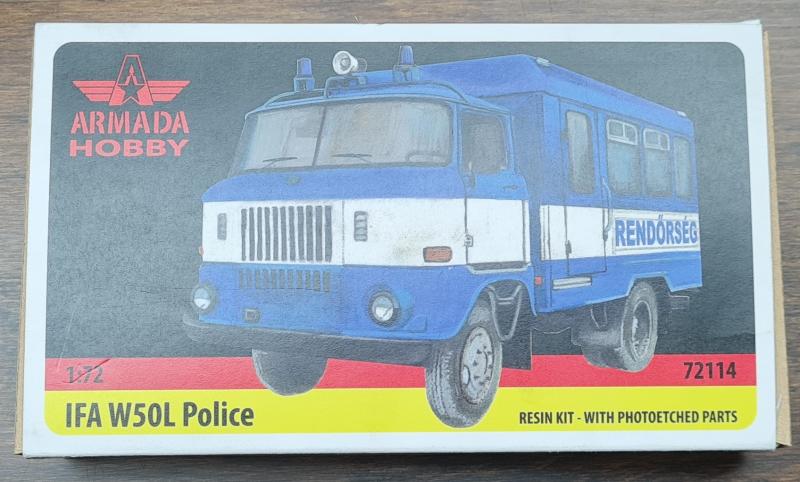 ARMADA
HOBBY
RENDŐRSÉG
1:72
72114
IFA W50L Police
RESIN KIT - WITH PHOTOETCHED PARTS